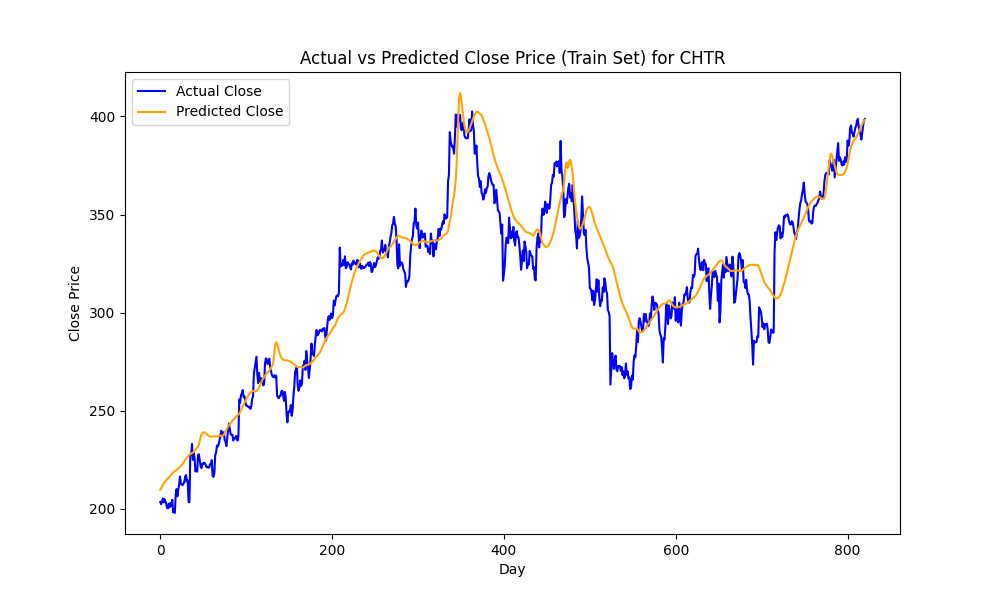 Actual vs Predicted Close Price (Train Set) for CHTR
Actual Close
Predicted Close
Close Price
400
350
300
250
200
0 200 400 600 800
Day